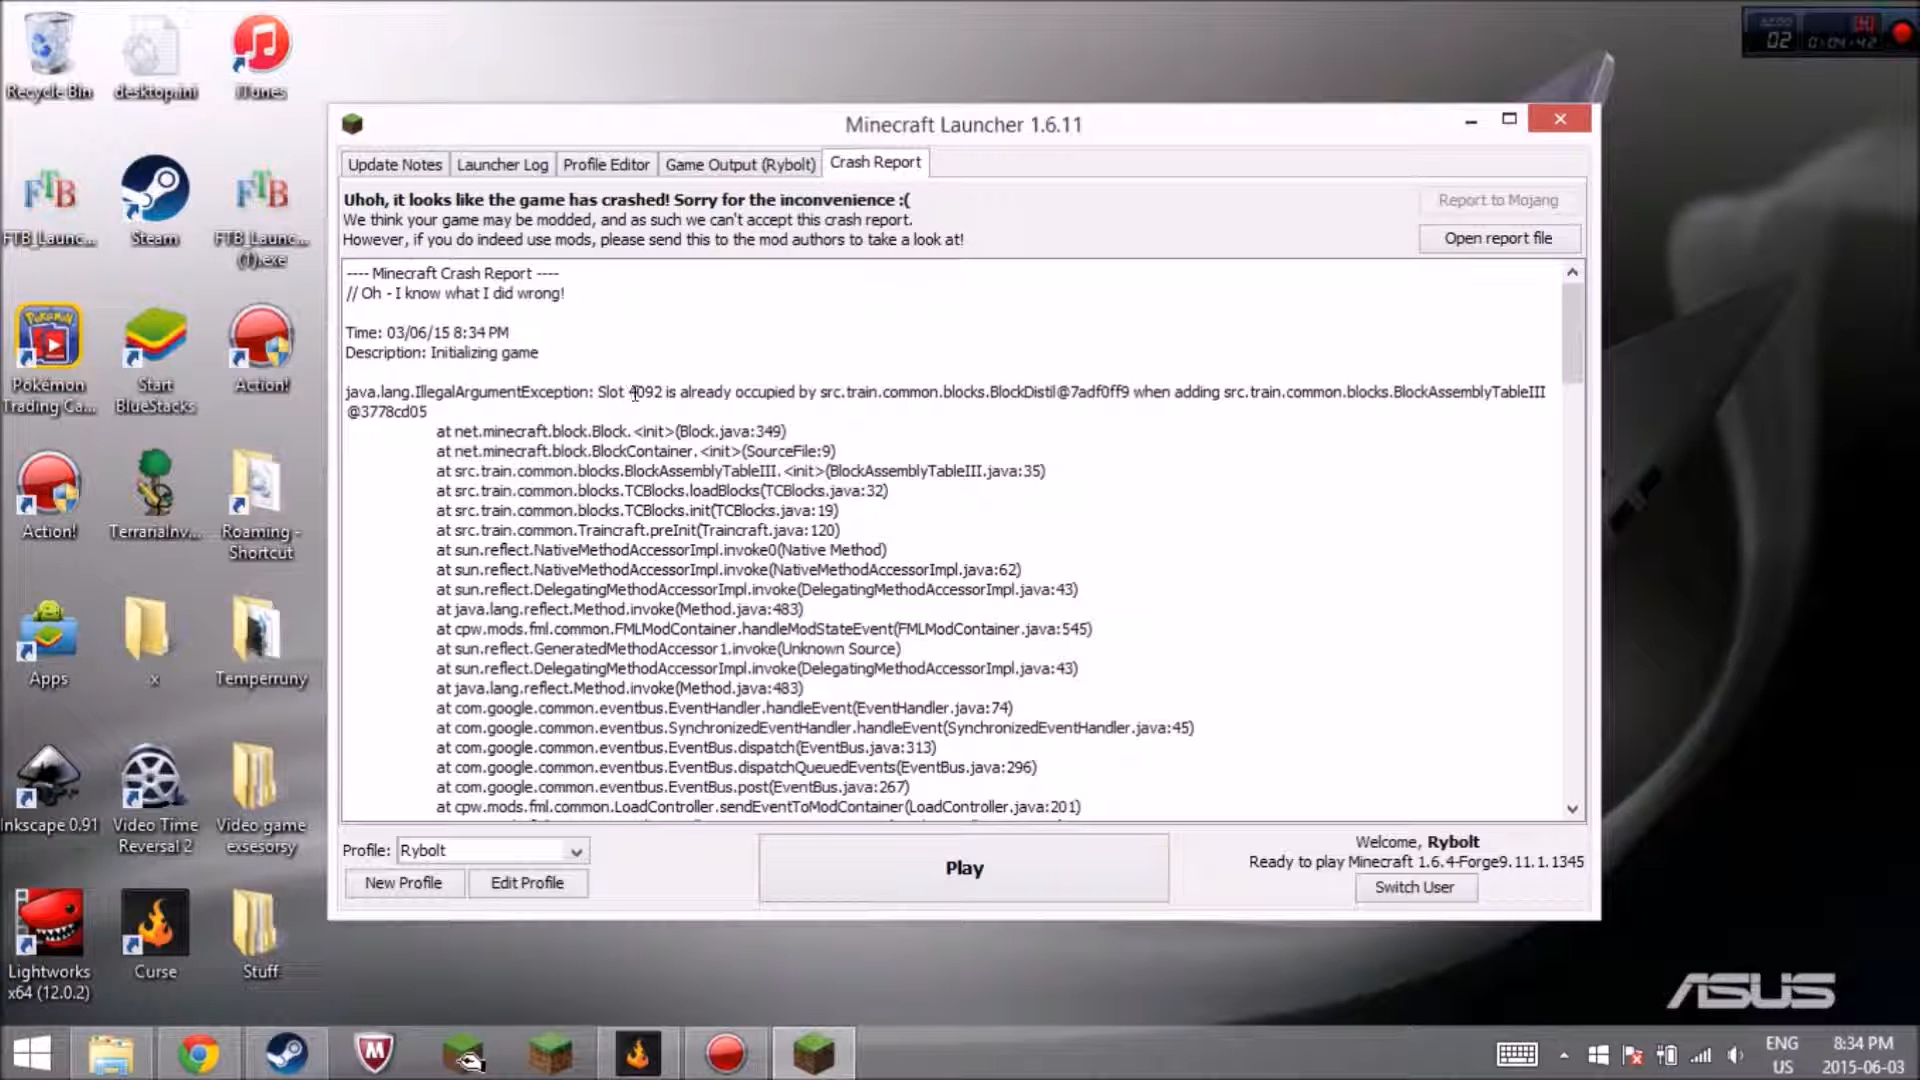 Recycle Bin
desktop.ini
iTunes
FTB_Launc...
Steam
FTB_Launc...
(1).exe
Pokémon
Trading Ca...
Start
BlueStacks
Action!
Action!
TerrariaInv...
Roaming -
Shortcut
Apps
x
Temperruny
Inkscape 0.91
Video Time
Reversal 2
Video game
exsesorsy
Lightworks
x64 (12.0.2)
Curse
Stuff
02
0:04:42
Minecraft Launcher 1.6.11
Update Notes
Launcher Log
Profile Editor
Game Output (Rybolt)
Crash Report
Uhoh, it looks like the game has crashed! Sorry for the inconvenience :(
We think your game may be modded, and as such we can't accept this crash report.
However, if you do indeed use mods, please send this to the mod authors to take a look at!
Report to Mojang
Open report file
---- Minecraft Crash Report ----
// Oh - I know what I did wrong!
Time: 03/06/15 8:34 PM
Description: Initializing game
java.lang.IllegalArgumentException: Slot 4092 is already occupied by src.train.common.blocks.BlockDistil@7adf0ff9 when adding src.train.common.blocks.BlockAssemblyTableIII
@3778cd05
at net.minecraft.block.Block.<init>(Block.java:349)
at net.minecraft.block.BlockContainer.<init>(SourceFile:9)
at src.train.common.blocks.BlockAssemblyTableIII.<init>(BlockAssemblyTableIII.java:35)
at src.train.common.blocks.TCBlocks.loadBlocks(TCBlocks.java:32)
at src.train.common.blocks.TCBlocks.init(TCBlocks.java:19)
at src.train.common.Traincraft.preInit(Traincraft.java:120)
at sun.reflect.NativeMethodAccessorImpl.invoke0(Native Method)
at sun.reflect.NativeMethodAccessorImpl.invoke(NativeMethodAccessorImpl.java:62)
at sun.reflect.DelegatingMethodAccessorImpl.invoke(DelegatingMethodAccessorImpl.java:43)
at java.lang.reflect.Method.invoke(Method.java:483)
at cpw.mods.fml.common.FMLModContainer.handleModStateEvent(FMLModContainer.java:545)
at sun.reflect.GeneratedMethodAccessor1.invoke(Unknown Source)
at sun.reflect.DelegatingMethodAccessorImpl.invoke(DelegatingMethodAccessorImpl.java:43)
at java.lang.reflect.Method.invoke(Method.java:483)
at com.google.common.eventbus.EventHandler.handleEvent(EventHandler.java:74)
at com.google.common.eventbus.SynchronizedEventHandler.handleEvent(SynchronizedEventHandler.java:45)
at com.google.common.eventbus.EventBus.dispatch(EventBus.java:313)
at com.google.common.eventbus.EventBus.dispatchQueuedEvents(EventBus.java:296)
at com.google.common.eventbus.EventBus.post(EventBus.java:267)
at cpw.mods.fml.common.LoadController.sendEventToModContainer(LoadController.java:201)
Profile: Rybolt
New Profile
Edit Profile
Play
Welcome, Rybolt
Ready to play Minecraft 1.6.4-Forge9.11.1.1345
Switch User
ASUS
ENG
US
8:34 PM
2015-06-03